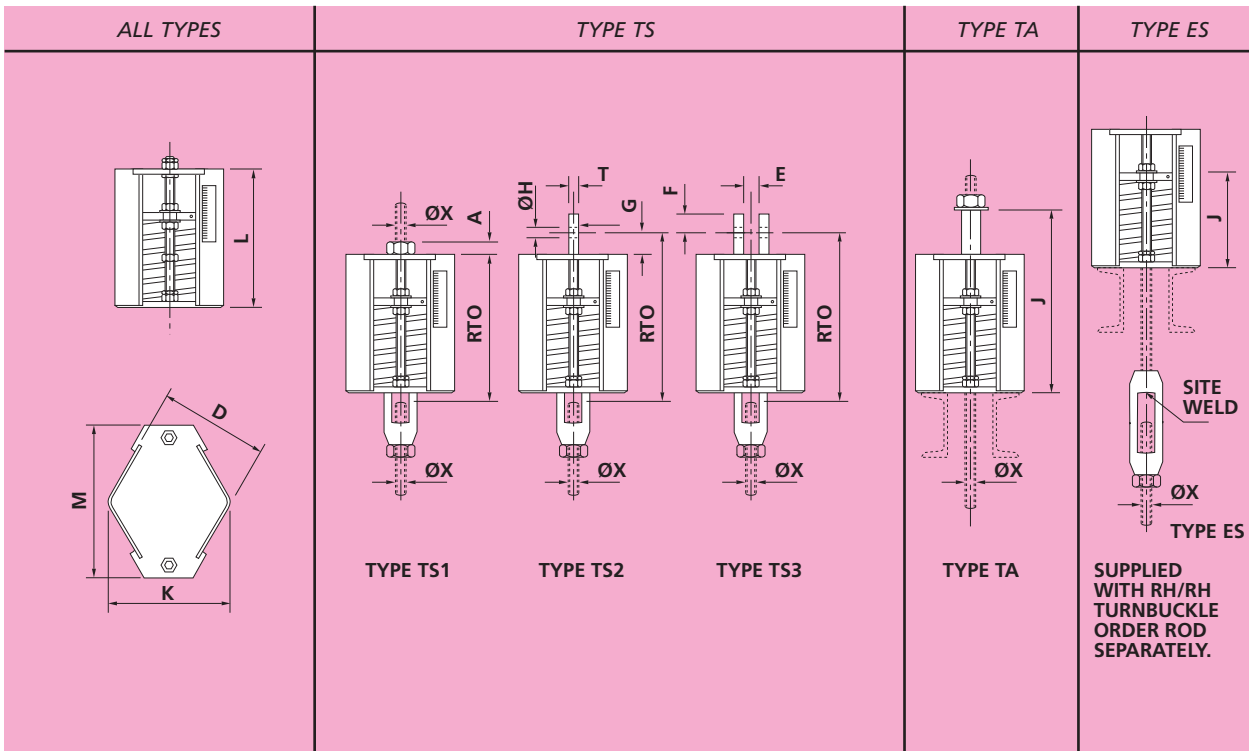 ALL TYPES
TYPE TS
TYPE TA
TYPE ES
L
D
M
K
ØX
A
RTO
ØX
TYPE TS1
ØH
T
G
RTO
ØX
TYPE TS2
F
E
RTO
ØX
TYPE TS3
J
ØX
TYPE TA
J
SITE
WELD
ØX
TYPE ES
SUPPLIED
WITH RH/RH
TURNBUCKLE
ORDER ROD
SEPARATELY.